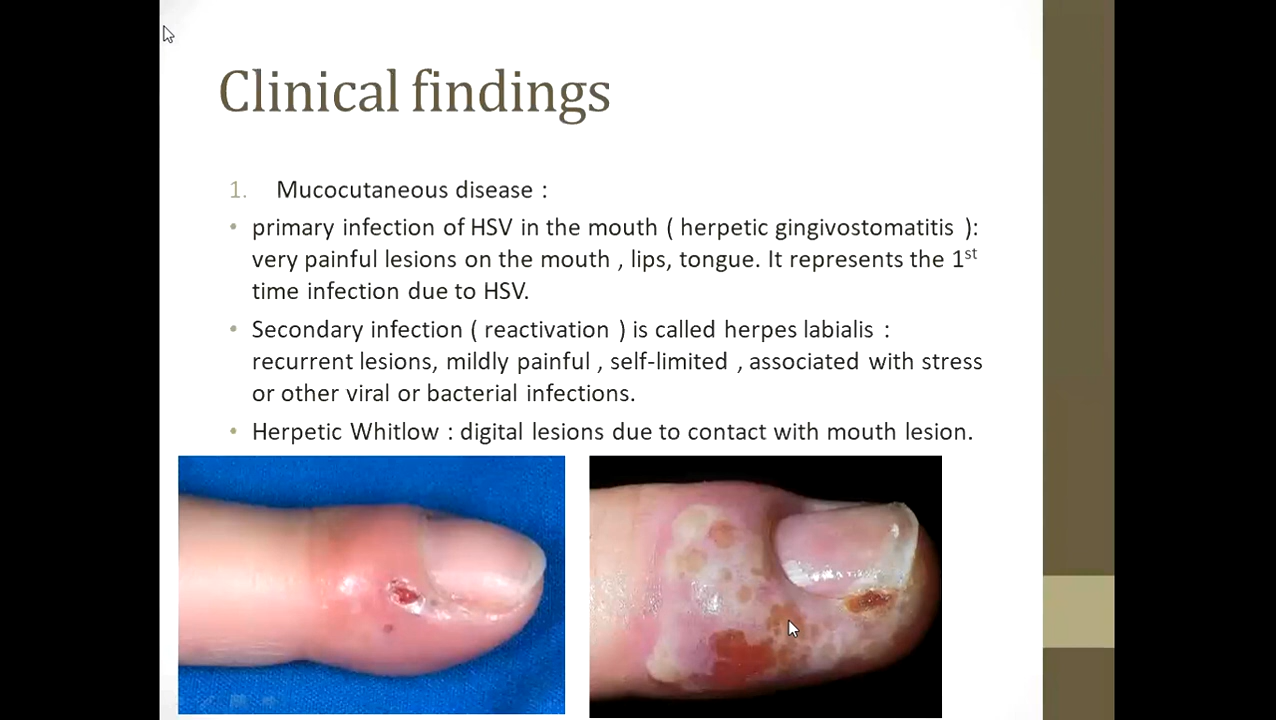 Clinical findings
1. Mucocutaneous disease :
• primary infection of HSV in the mouth ( herpetic gingivostomatitis ):
very painful lesions on the mouth , lips, tongue. It represents the 1st
time infection due to HSV.
• Secondary infection ( reactivation ) is called herpes labialis :
recurrent lesions, mildly painful , self-limited , associated with stress
or other viral or bacterial infections.
• Herpetic Whitlow : digital lesions due to contact with mouth lesion.